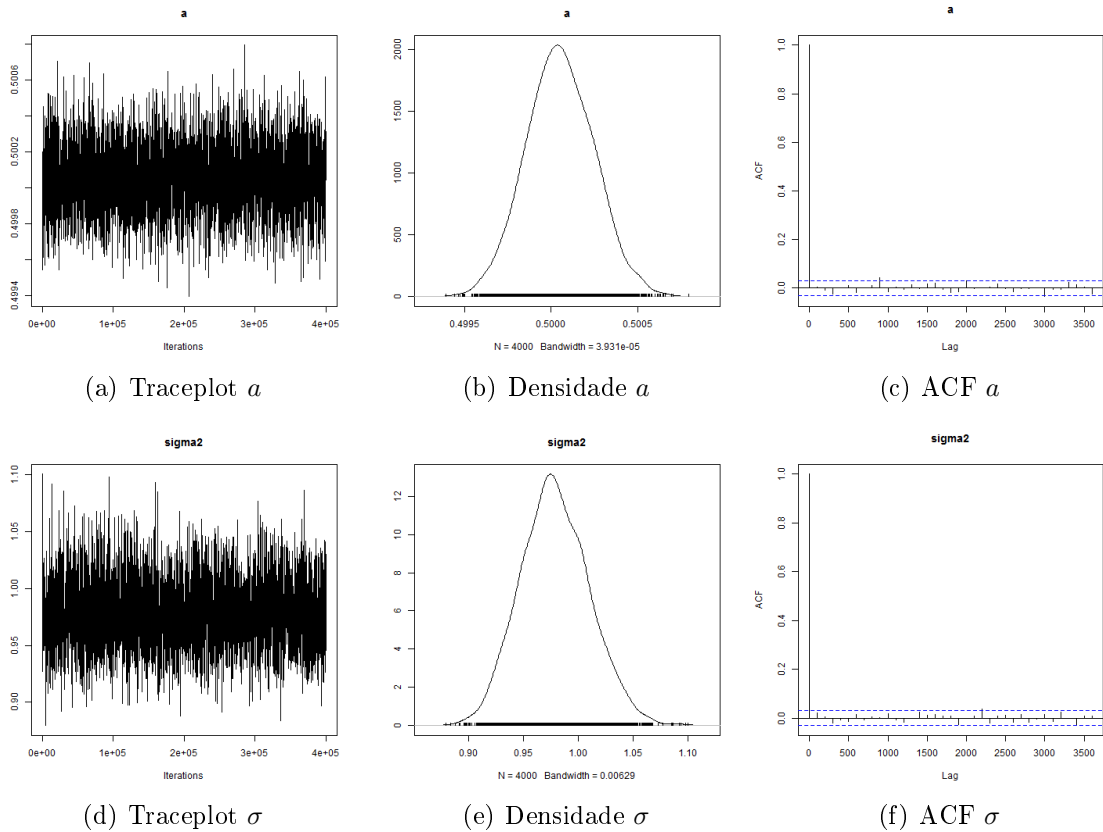 a
0.4994 0.4998 0.5002 0.5006
0e+00 1e+05 2e+05 3e+05 4e+05
Iterations
(a) Traceplot a
0 500 1000 1500 2000
0.4995 0.5000 0.5005
N = 4000 Bandwidth = 3.931e-05
(b) Densidade a
a
ACF
0.0 0.2 0.4 0.6 0.8 1.0
0 500 1000 1500 2000 2500 3000 3500
Lag
(c) ACF a
sigma2
0.90 0.95 1.00 1.05 1.10
0e+00 1e+05 2e+05 3e+05 4e+05
Iterations
(d) Traceplot σ
sigma2
0 2 4 6 8 10 12
0.90 0.95 1.00 1.05 1.10
N = 4000 Bandwidth = 0.00629
(e) Densidade σ
sigma2
ACF
0.0 0.2 0.4 0.6 0.8 1.0
0 500 1000 1500 2000 2500 3000 3500
Lag
(f) ACF σ